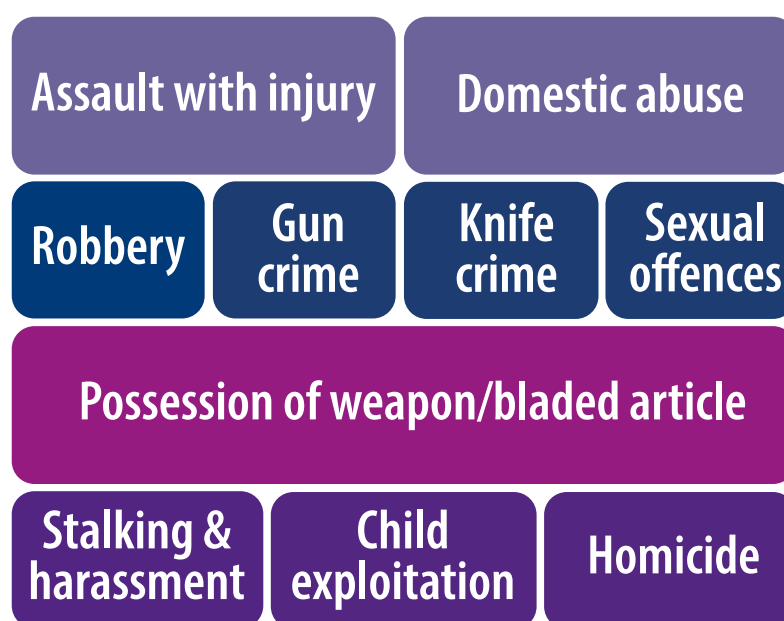 Assault with injury
Domestic abuse
Robbery
Gun
crime
Knife
crime
Sexual
offences
Possession of weapon/bladed article
Stalking &
harassment
Child
exploitation
Homicide